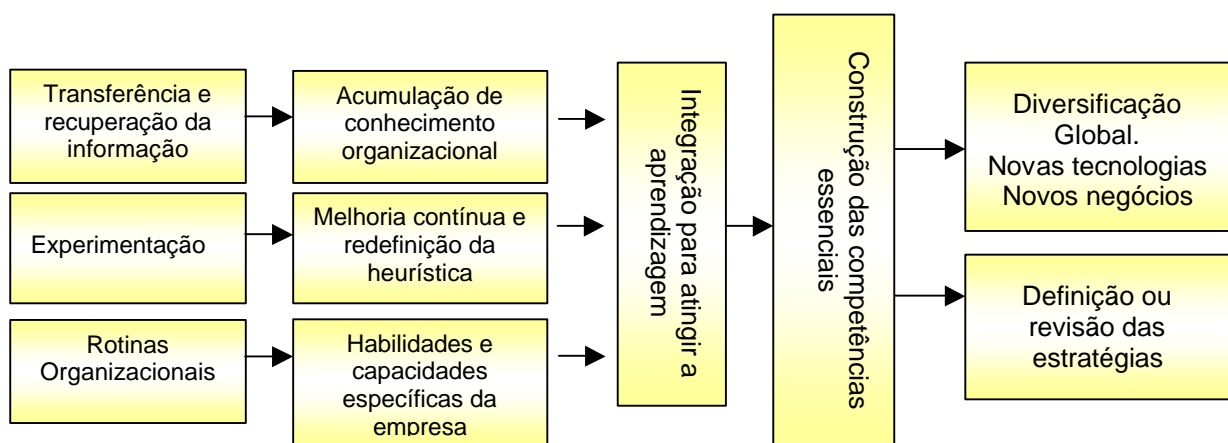 Transferência e
recuperação da
informação
Acumulação de
conhecimento
organizacional
Experimentação
Melhoria contínua e
redefinição da
heurística
Rotinas
Organizacionais
Habilidades e
capacidades
específicas da
empresa
Integração para atingir a
aprendizagem
Construção das competências
essenciais
Diversificação
Global.
Novas tecnologias
Novos negócios
Definição ou
revisão das
estratégias